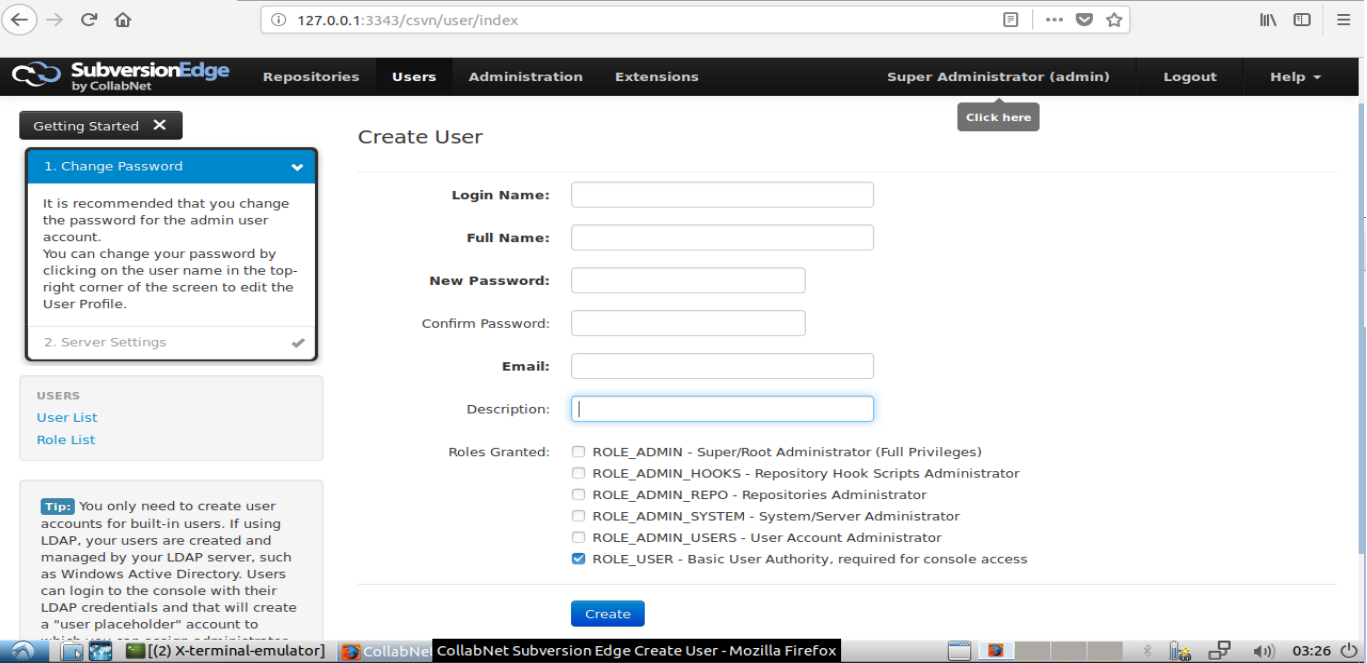 127.0.0.1:3343/csvn/user/index
SubversionEdge
by CollabNet
Repositories
Users
Administration
Extensions
Super Administrator (admin)
Logout
Help
Click here
Getting Started
1. Change Password
It is recommended that you change
the password for the admin user
account.
You can change your password by
clicking on the user name in the top-
right corner of the screen to edit the
User Profile.
2. Server Settings
USERS
User List
Role List
Tip: You only need to create user
accounts for built-in users. If using
LDAP, your users are created and
managed by your LDAP server, such
as Windows Active Directory. Users
can login to the console with their
LDAP credentials and that will create
a "user placeholder" account to
Create User
Login Name:
Full Name:
New Password:
Confirm Password:
Email:
Description:
Roles Granted:
ROLE_ADMIN - Super/Root Administrator (Full Privileges)
ROLE_ADMIN_HOOKS - Repository Hook Scripts Administrator
ROLE_ADMIN_REPO - Repositories Administrator
ROLE_ADMIN_SYSTEM - System/Server Administrator
ROLE_ADMIN_USERS - User Account Administrator
ROLE_USER - Basic User Authority, required for console access
Create
[(2) X-terminal-emulator]
CollabNe
CollabNet Subversion Edge Create User - Mozilla Firefox
03:26